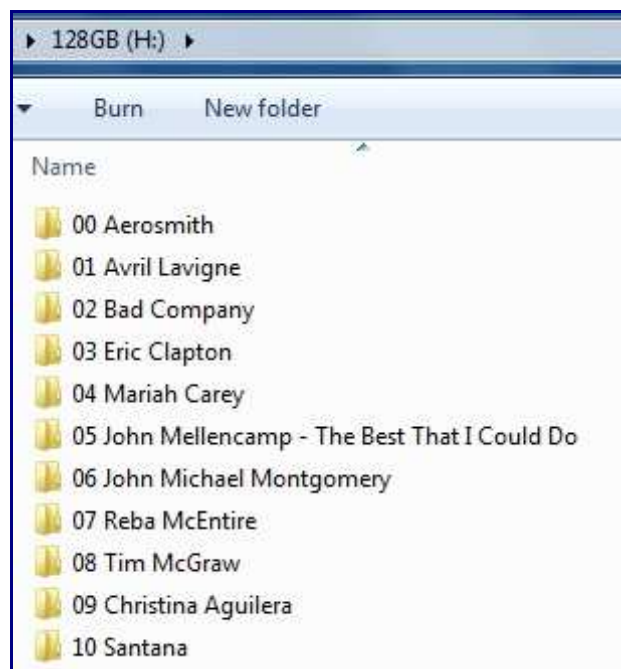 128GB (H:)
Burn New folder
Name
00 Aerosmith
01 Avril Lavigne
02 Bad Company
03 Eric Clapton
04 Mariah Carey
05 John Mellencamp - The Best That I Could Do
06 John Michael Montgomery
07 Reba McEntire
08 Tim McGraw
09 Christina Aguilera
10 Santana